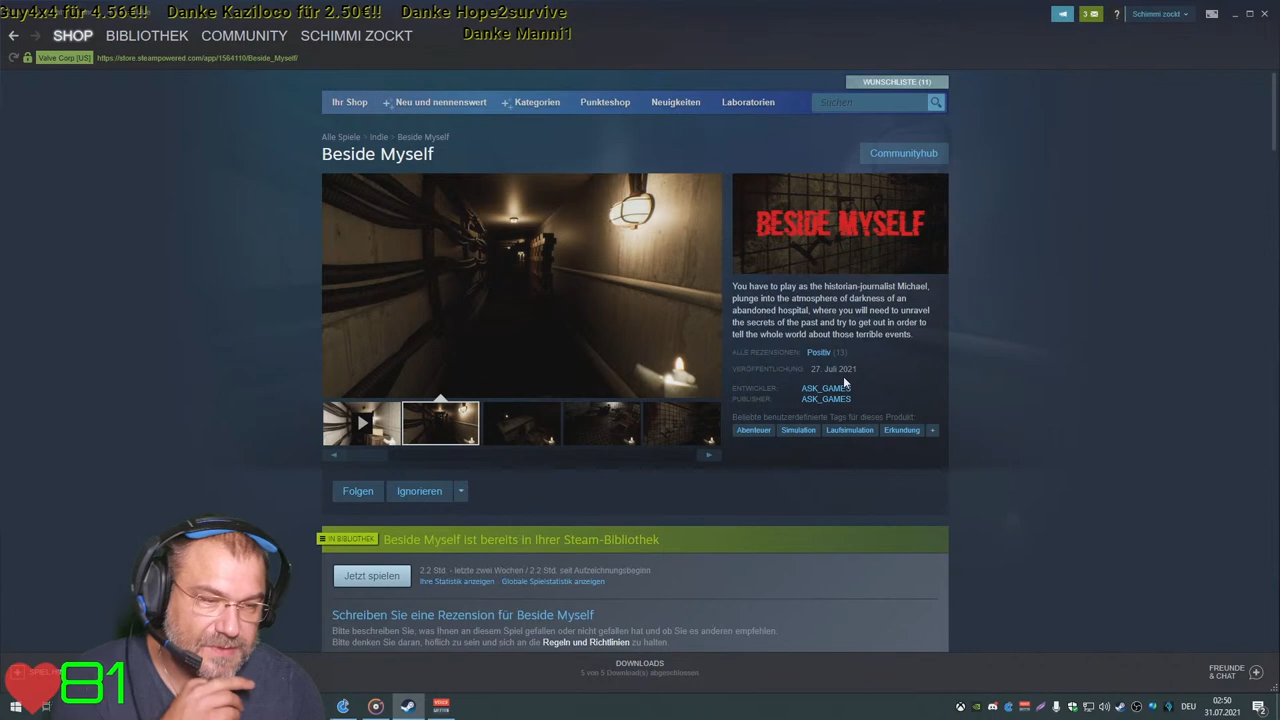 Guy4x4 für 4.56€!! Danke Kaziloco für 2.50€!! Danke Hope2survive
Danke Manni1
3
?
Schimmi zockt
SHOP BIBLIOTHEK COMMUNITY SCHIMMI ZOCKT
Valve Corp [US] https://store.steampowered.com/app/1564110/Beside_Myself/
WUNSCHLISTE (11)
Ihr Shop Neu und nennenswert Kategorien Punkteshop Neuigkeiten Laboratorien Suchen
Alle Spiele > Indie > Beside Myself
Beside Myself
Communityhub
BESIDE MYSELF
You have to play as the historian-journalist Michael,
plunge into the atmosphere of darkness of an
abandoned hospital, where you will need to unravel
the secrets of the past and try to get out in order to
tell the whole world about those terrible events.
ALLE REZENSIONEN: Positiv (13)
VERÖFFENTLICHUNG: 27. Juli 2021
ENTWICKLER: ASK_GAMES
PUBLISHER: ASK_GAMES
Beliebte benutzerdefinierte Tags für dieses Produkt:
Abenteuer Simulation Laufsimulation Erkundung +
Folgen Ignorieren
IN BIBLIOTHEK Beside Myself ist bereits in Ihrer Steam-Bibliothek
Jetzt spielen
2.2 Std. - letzte zwei Wochen / 2.2 Std. seit Aufzeichnungsbeginn
Ihre Statistik anzeigen Globale Spielstatistik anzeigen
Schreiben Sie eine Rezension für Beside Myself
Bitte beschreiben Sie, was Ihnen an diesem Spiel gefallen oder nicht gefallen hat und ob Sie es anderen empfehlen.
Bitte denken Sie daran, höflich zu sein und sich an die Regeln und Richtlinien zu halten.
DOWNLOADS
5 von 5 Download(s) abgeschlossen
FREUNDE
& CHAT
81
DEU
02:50
31.07.2021
2